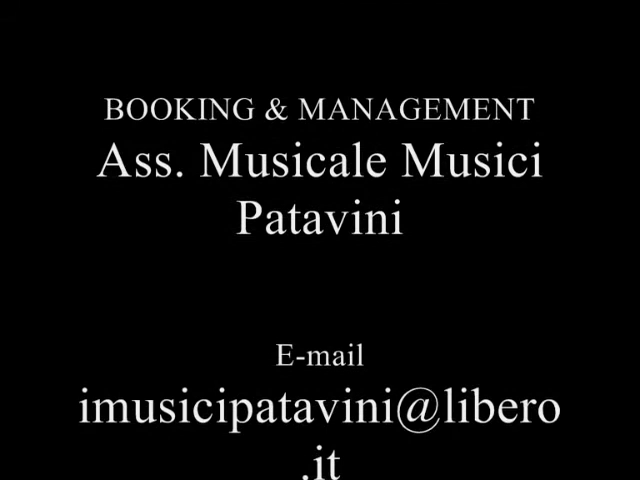 BOOKING & MANAGEMENT
Ass. Musicale Musici
Patavini
E-mail
imusicipatavini@libero
.it